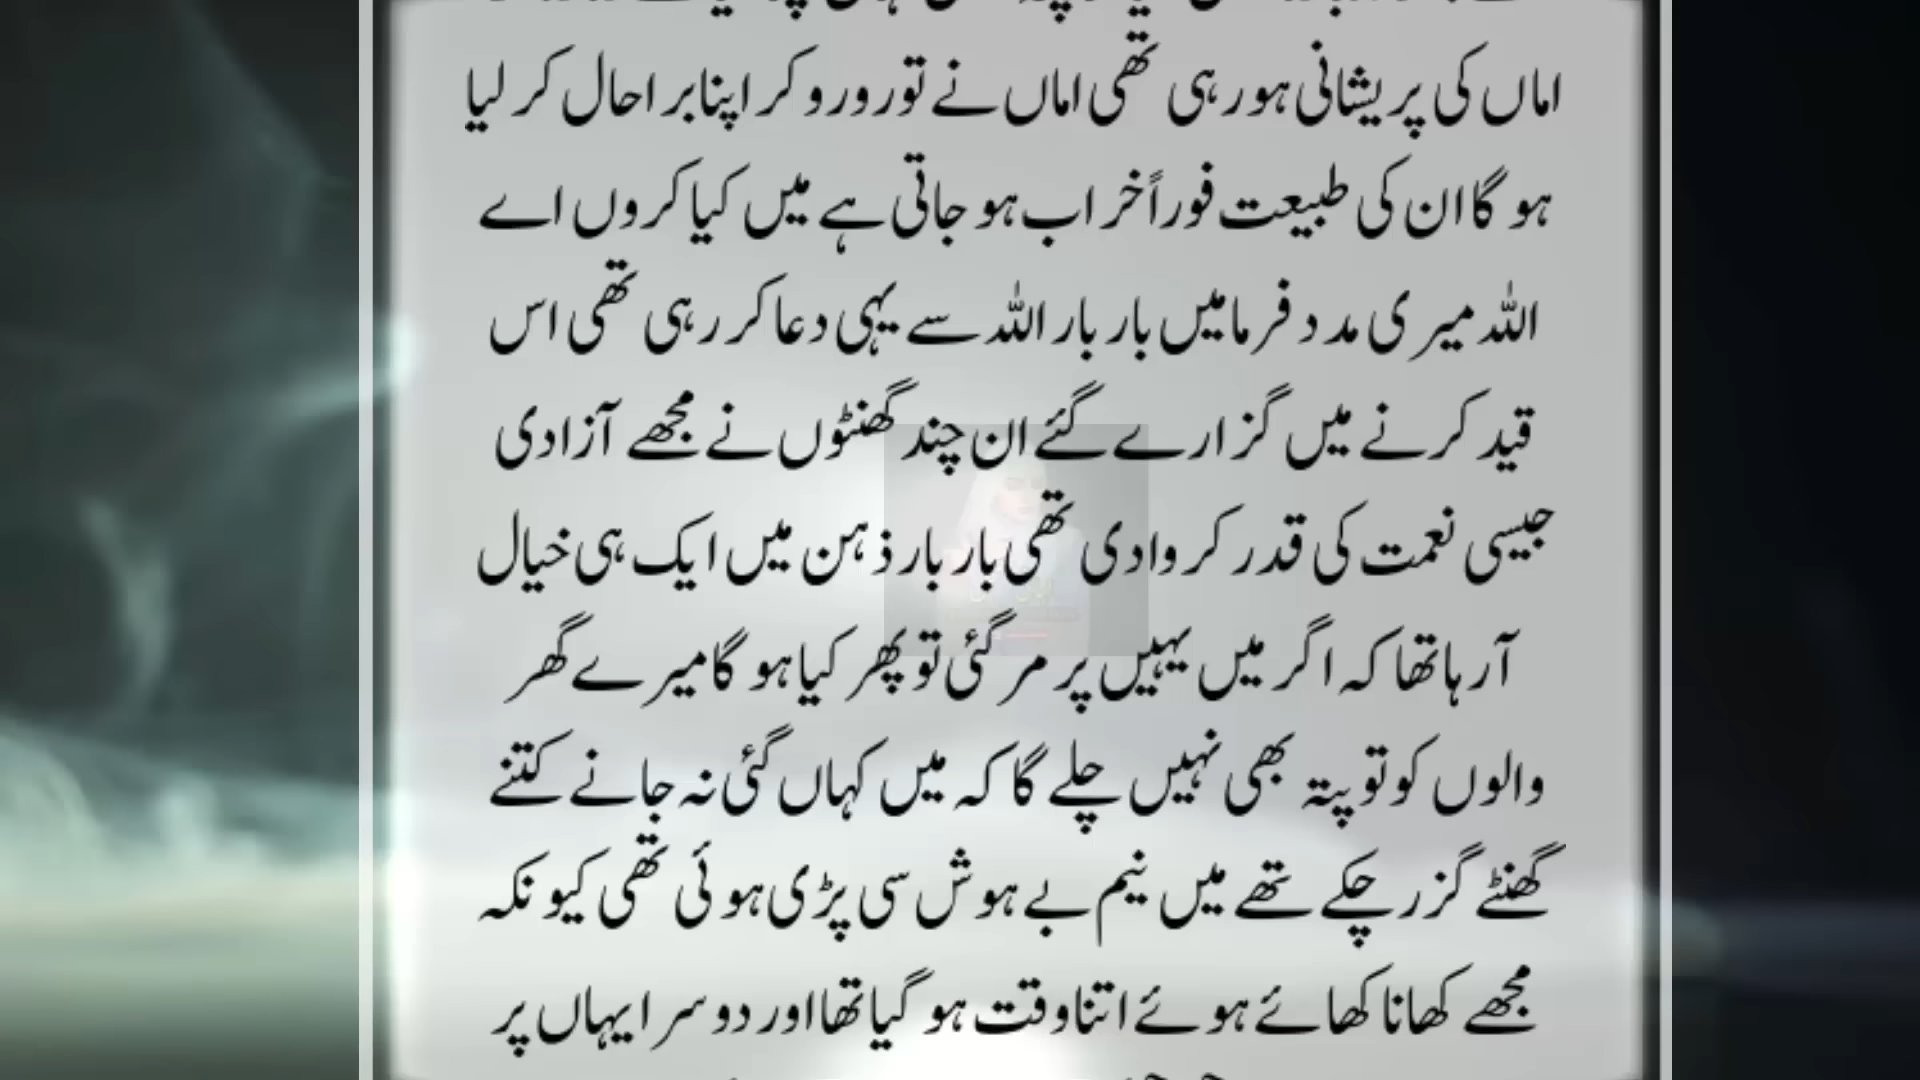 اماں کی پریشانی ہو رہی تھی اماں نے تو رو رو کر اپنا برا حال کر لیا
ہو گا ان کی طبیعت فوراً خراب ہو جاتی ہے میں کیا کروں اے
اللہ میری مدد فرما میں بار بار اللہ سے یہی دعا کر رہی تھی اس
قید کرنے میں گزارے گئے ان چند گھنٹوں نے مجھے آزادی
جیسی نعمت کی قدر کروا دی تھی بار بار ذہن میں ایک ہی خیال
آ رہا تھا کہ اگر میں یہیں پر مر گئی تو پھر کیا ہو گا میرے گھر
والوں کو تو پتہ بھی نہیں چلے گا کہ میں کہاں گئی نہ جانے کتنے
گھنٹے گزر چکے تھے میں نیم بے ہوش سی پڑی ہوئی تھی کیونکہ
مجھے کھانا کھائے ہوئے اتنا وقت ہو گیا تھا اور دوسرا یہاں پر